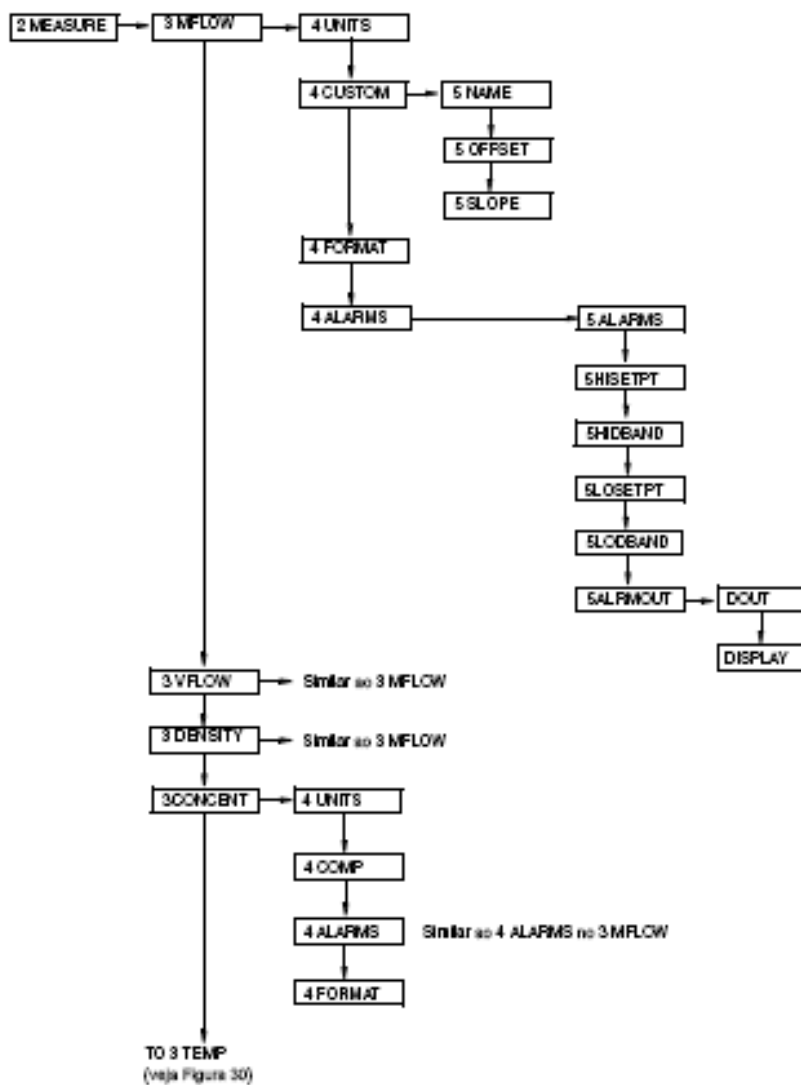 2 MEASURE
3 MFLOW
4 UNITS
4 CUSTOM
5 NAME
5 OFFSET
5 SLOPE
4 FORMAT
4 ALARMS
5 ALARMS
5HISETPT
5HIDBAND
5LOSETPT
5LODBAND
5ALRMOUT
DOUT
DISPLAY
3 VFLOW
Similar ao 3 MFLOW
3 DENSITY
Similar ao 3 MFLOW
3CONCENT
4 UNITS
4 COMP
4 ALARMS
Similar ao 4 ALARMS no 3 MFLOW
4 FORMAT
TO 3 TEMP
(veja Figura 30)